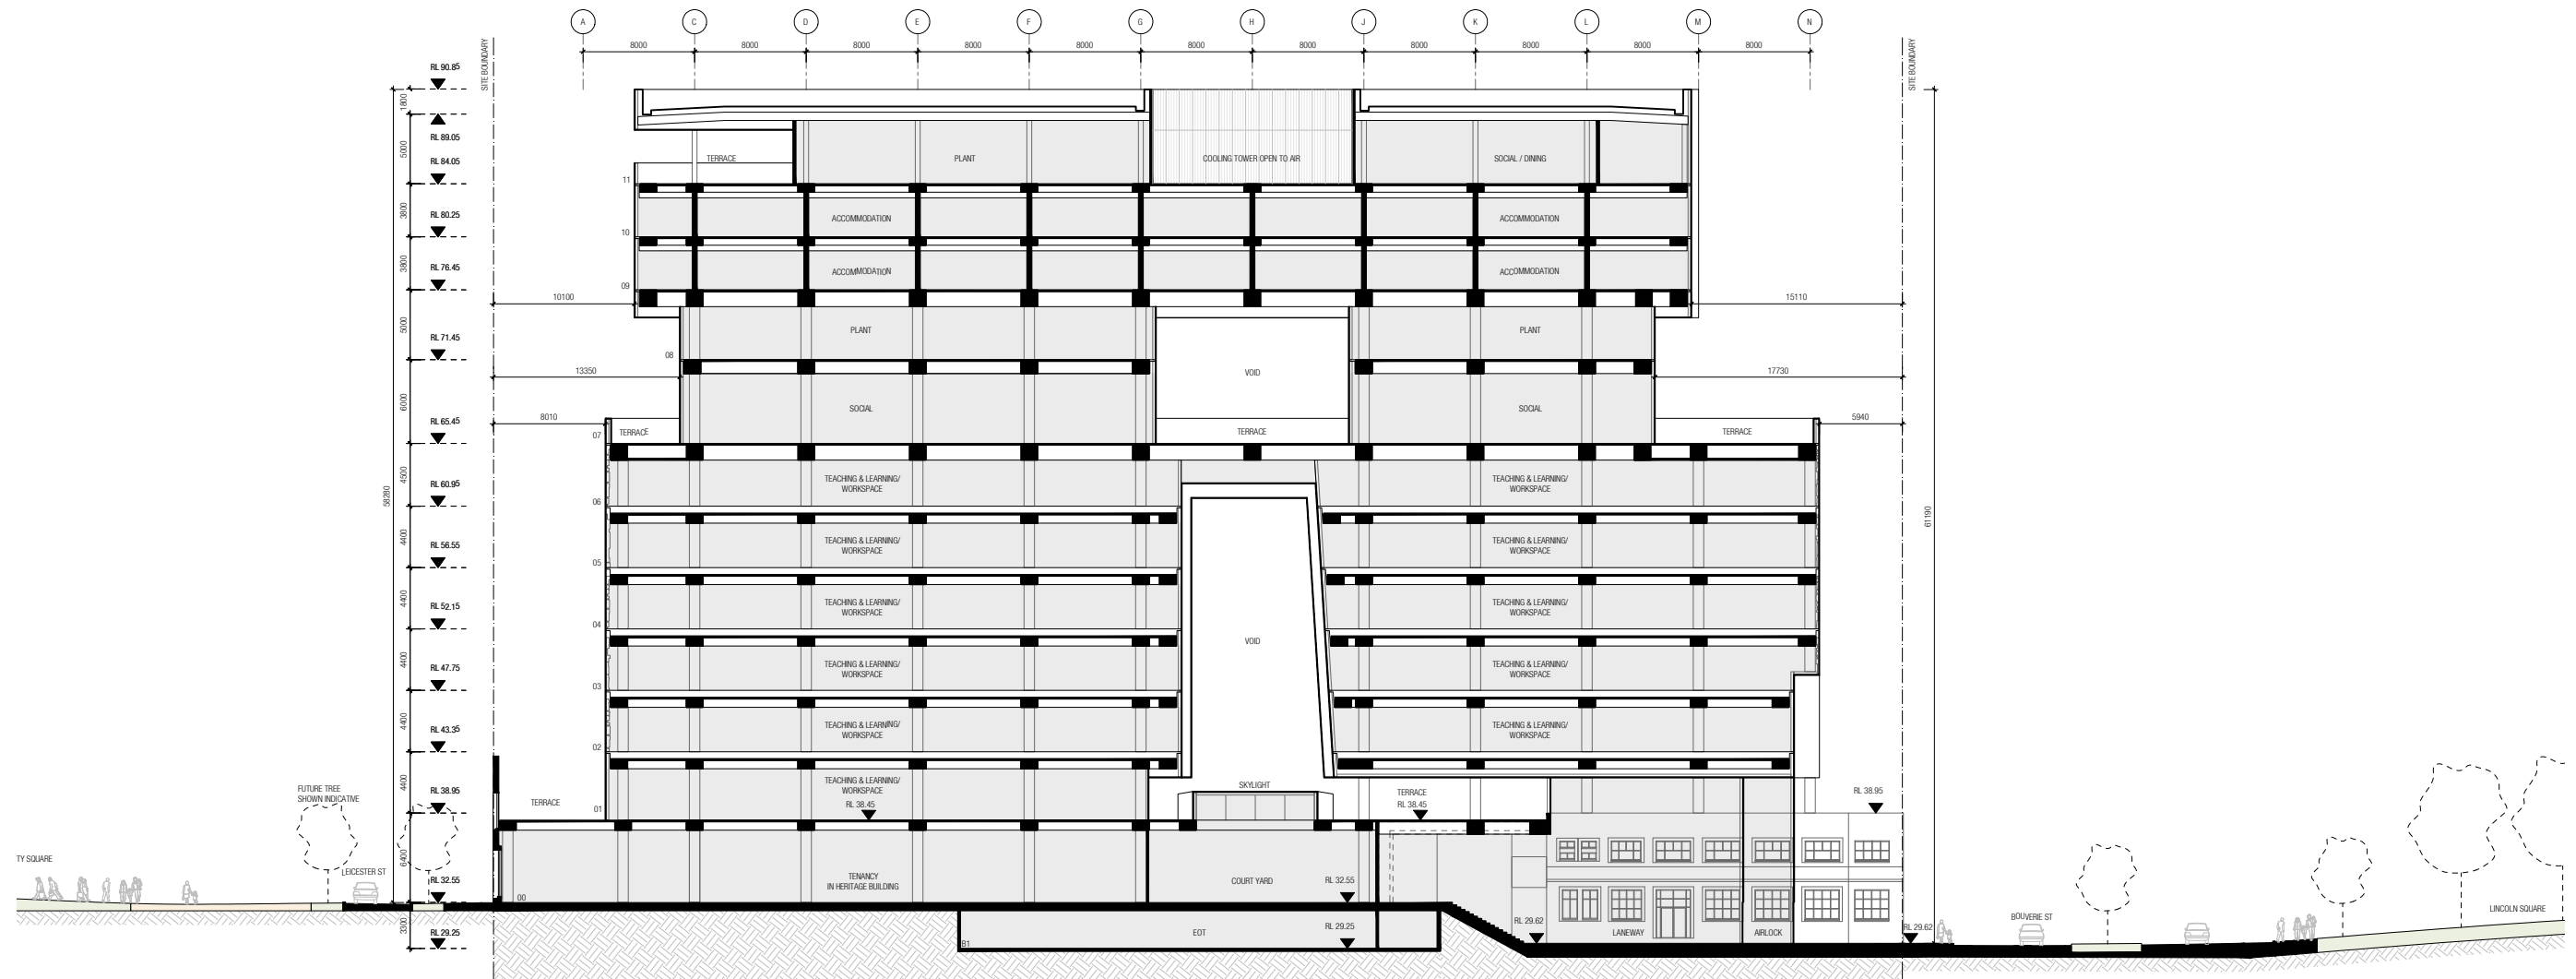 A C D E F G H J K L M N
8000 8000 8000 8000 8000 8000 8000 8000 8000 8000 8000
SITE BOUNDARY
SITE BOUNDARY
RL 90.85
1800
RL 89.05
5000
RL 84.05
3800
RL 80.25
3800
RL 76.45
5000
RL 71.45
6000
RL 65.45
4500
RL 60.95
4400
RL 56.55
4400
RL 52.15
4400
RL 47.75
4400
RL 43.35
4400
RL 38.95
6400
RL 32.55
3300
RL 29.25
58280
61190
TERRACE PLANT COOLING TOWER OPEN TO AIR SOCIAL / DINING
11
ACCOMMODATION ACCOMMODATION
10
ACCOMMODATION ACCOMMODATION
09
10100 15110
PLANT PLANT
08
13350 VOID 17730
SOCIAL SOCIAL
8010 5940
07 TERRACE TERRACE TERRACE
TEACHING & LEARNING/ TEACHING & LEARNING/
WORKSPACE WORKSPACE
06
TEACHING & LEARNING/ TEACHING & LEARNING/
WORKSPACE WORKSPACE
05
TEACHING & LEARNING/ TEACHING & LEARNING/
WORKSPACE WORKSPACE
04
VOID
TEACHING & LEARNING/ TEACHING & LEARNING/
WORKSPACE WORKSPACE
03
TEACHING & LEARNING/ TEACHING & LEARNING/
WORKSPACE WORKSPACE
02
TEACHING & LEARNING/
WORKSPACE
SKYLIGHT
FUTURE TREE
SHOWN INDICATIVE
TERRACE
01
RL 38.45
TERRACE
RL 38.45
RL 38.95
TY SQUARE
LEICESTER ST
TENANCY
IN HERITAGE BUILDING
COURT YARD
RL 32.55
00
RL 29.62
LANEWAY
AIRLOCK
RL 29.62
BOUVERIE ST
LINCOLN SQUARE
B1
EOT
RL 29.25